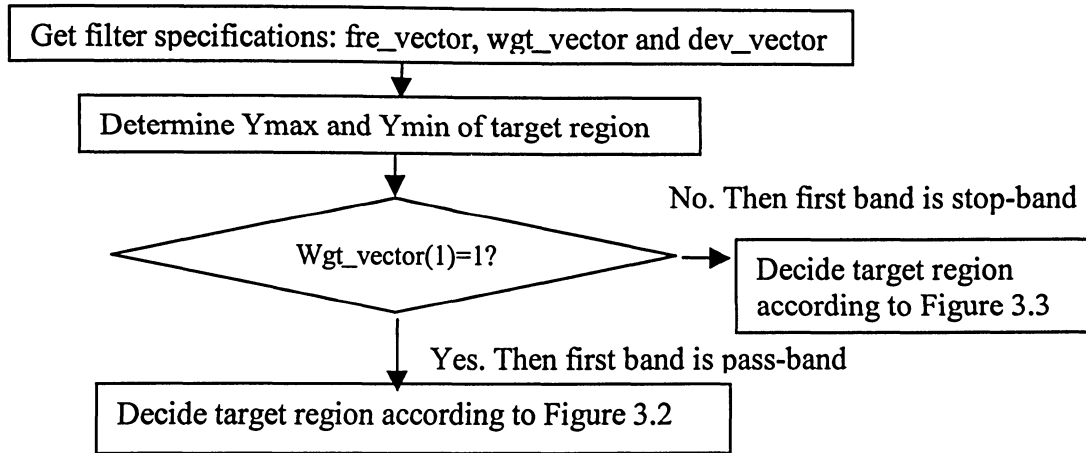 Get filter specifications: fre_vector, wgt_vector and dev_vector
Determine Ymax and Ymin of target region
No. Then first band is stop-band
Wgt_vector(1)=1?
Decide target region
according to Figure 3.3
Yes. Then first band is pass-band
Decide target region according to Figure 3.2